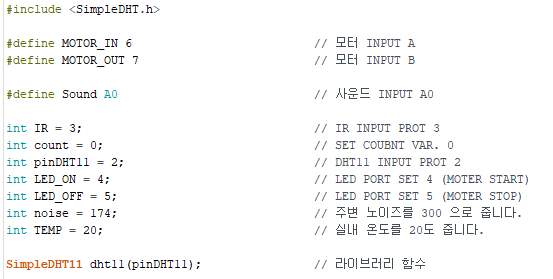 #include <SimpleDHT.h>
#define MOTOR_IN 6 // 모터 INPUT A
#define MOTOR_OUT 7 // 모터 INPUT B
#define Sound A0 // 사운드 INPUT A0
int IR = 3; // IR INPUT PROT 3
int count = 0; // SET COUBNT VAR. 0
int pinDHT11 = 2; // DHT11 INPUT PROT 2
int LED_ON = 4; // LED PORT SET 4 (MOTER START)
int LED_OFF = 5; // LED PORT SET 5 (MOTER STOP)
int noise = 174; // 주변 노이즈를 300 으로 줍니다.
int TEMP = 20; // 실내 온도를 20도 줍니다.
SimpleDHT11 dht11(pinDHT11); // 라이브러리 함수